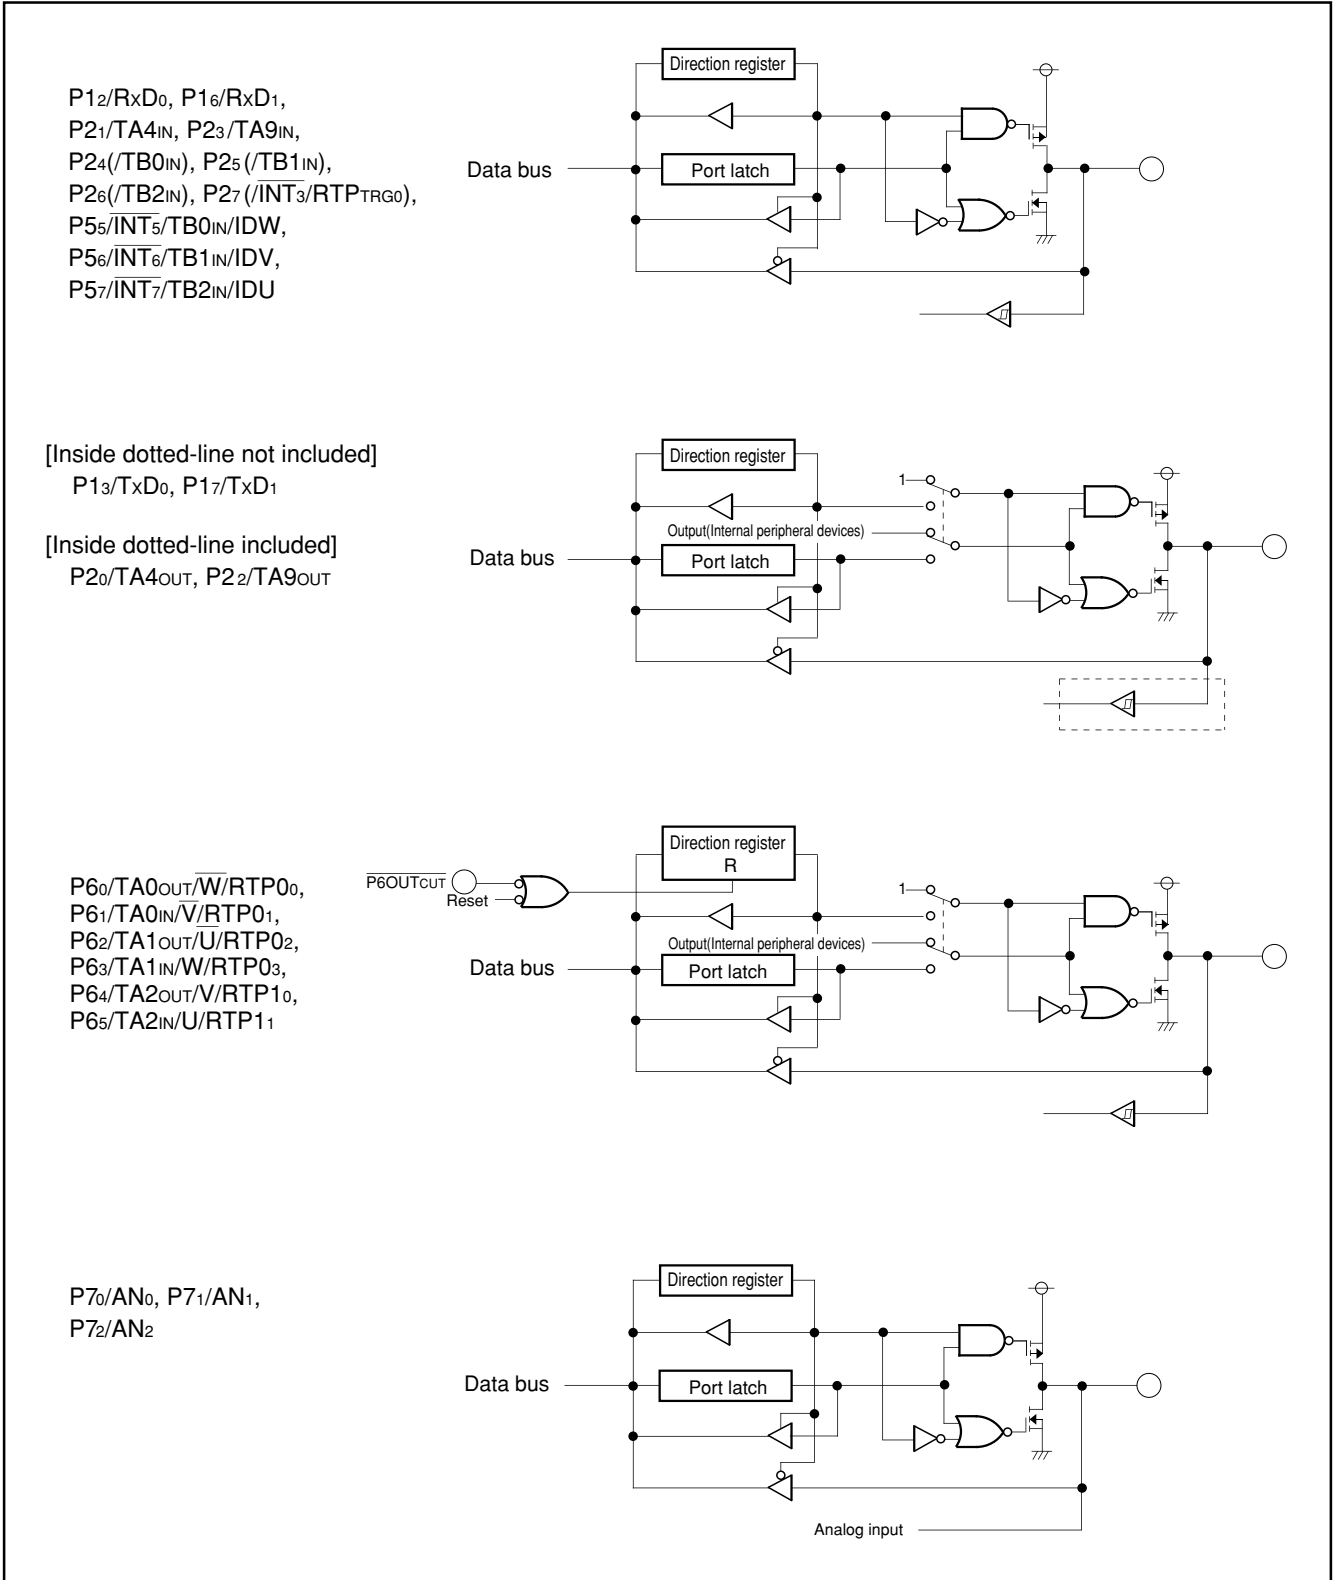 P12/RxD0, P16/RxD1,
P21/TA4IN, P23/TA9IN,
P24(/TB0IN), P25(/TB1IN),
P26(/TB2IN), P27(/INT3/RTPTRG0),
P55/INT5/TB0IN/IDW,
P56/INT6/TB1IN/IDV,
P57/INT7/TB2IN/IDU
Direction register
Data bus
Port latch
[Inside dotted-line not included]
P13/TxD0, P17/TxD1
[Inside dotted-line included]
P20/TA4OUT, P22/TA9OUT
Direction register
1
Output(Internal peripheral devices)
Data bus
Port latch
P60/TA0OUT/W/RTP00,
P61/TA0IN/V/RTP01,
P62/TA1OUT/U/RTP02,
P63/TA1IN/W/RTP03,
P64/TA2OUT/V/RTP10,
P65/TA2IN/U/RTP11
P6OUTCUT
Reset
Direction register
R
1
Output(Internal peripheral devices)
Data bus
Port latch
P70/AN0, P71/AN1,
P72/AN2
Direction register
Data bus
Port latch
Analog input